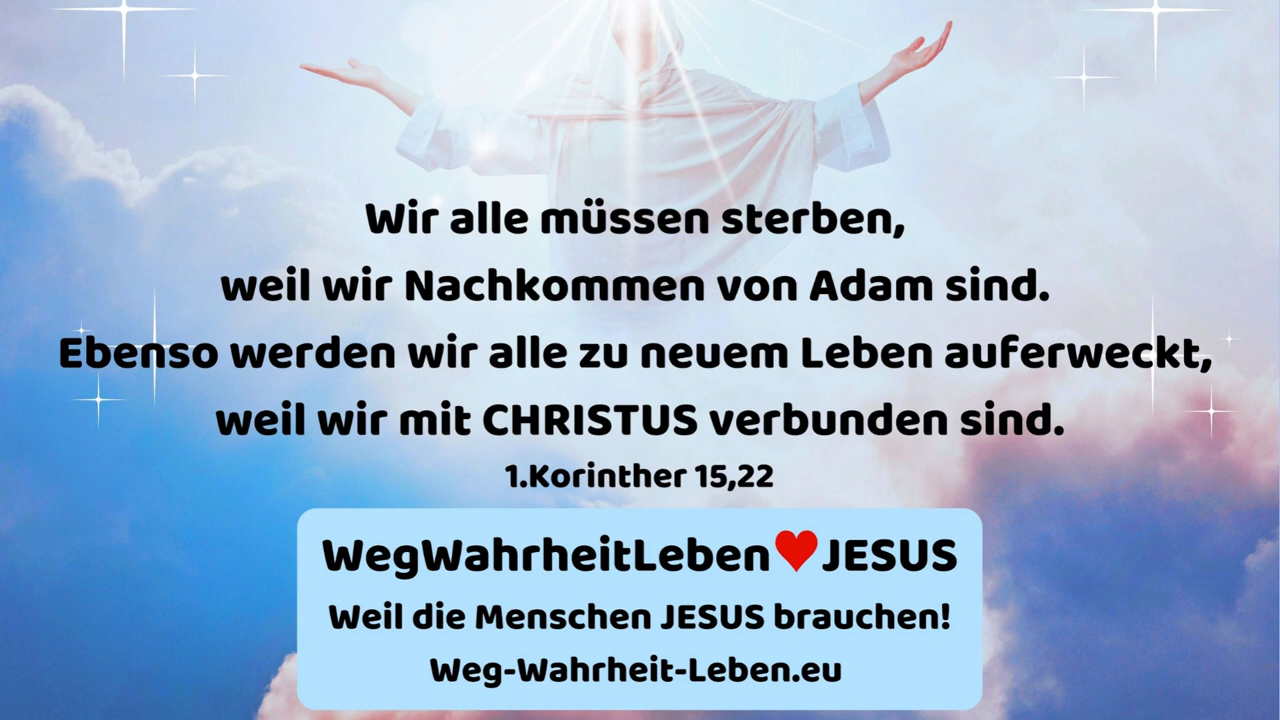 Wir alle müssen sterben,
weil wir Nachkommen von Adam sind.
Ebenso werden wir alle zu neuem Leben auferweckt,
weil wir mit CHRISTUS verbunden sind.
1.Korinther 15,22
WegWahrheitLeben♥JESUS
Weil die Menschen JESUS brauchen!
Weg-Wahrheit-Leben.eu